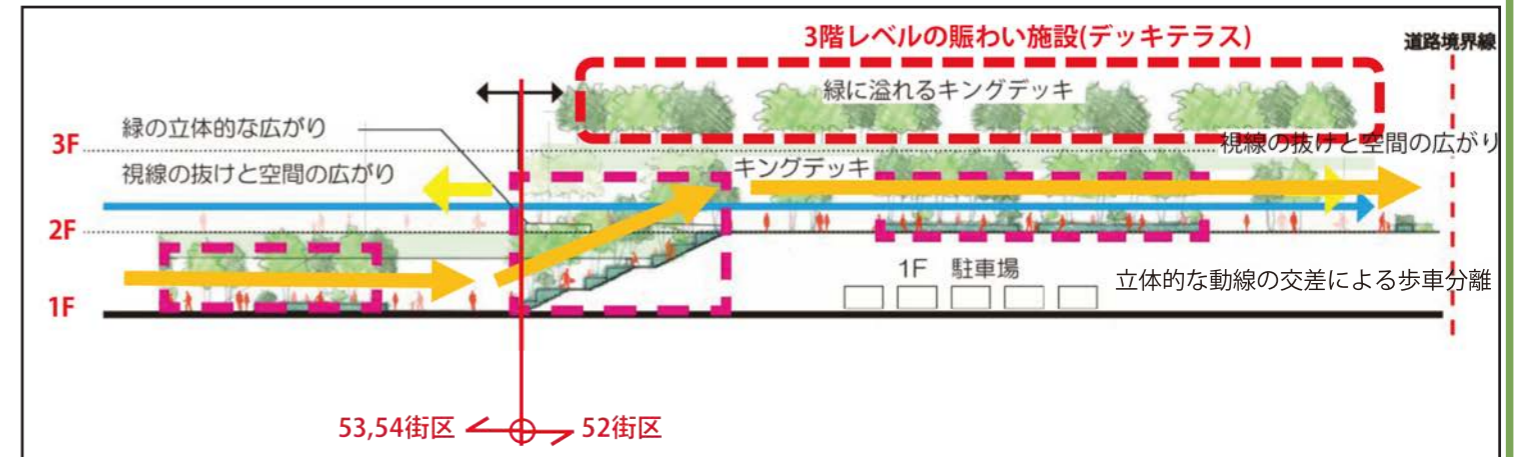 3階レベルの賑わい施設(デッキテラス)
道路境界線
緑に溢れるキングデッキ
緑の立体的な広がり
3F
視線の抜けと空間の広がり
キングデッキ
視線の抜けと空間の広がり
2F
1F 駐車場
立体的な動線の交差による歩車分離
1F
53,54街区
52街区